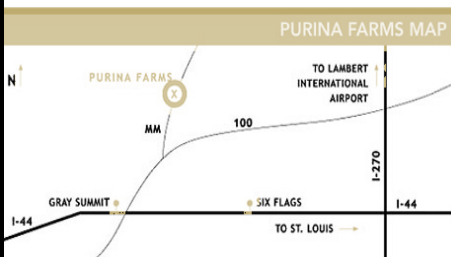 PURINA FARMS MAP
N
PURINA FARMS
X
TO LAMBERT
INTERNATIONAL
AIRPORT
MM
100
I-270
GRAY SUMMIT
SIX FLAGS
I-44
I-44
TO ST. LOUIS